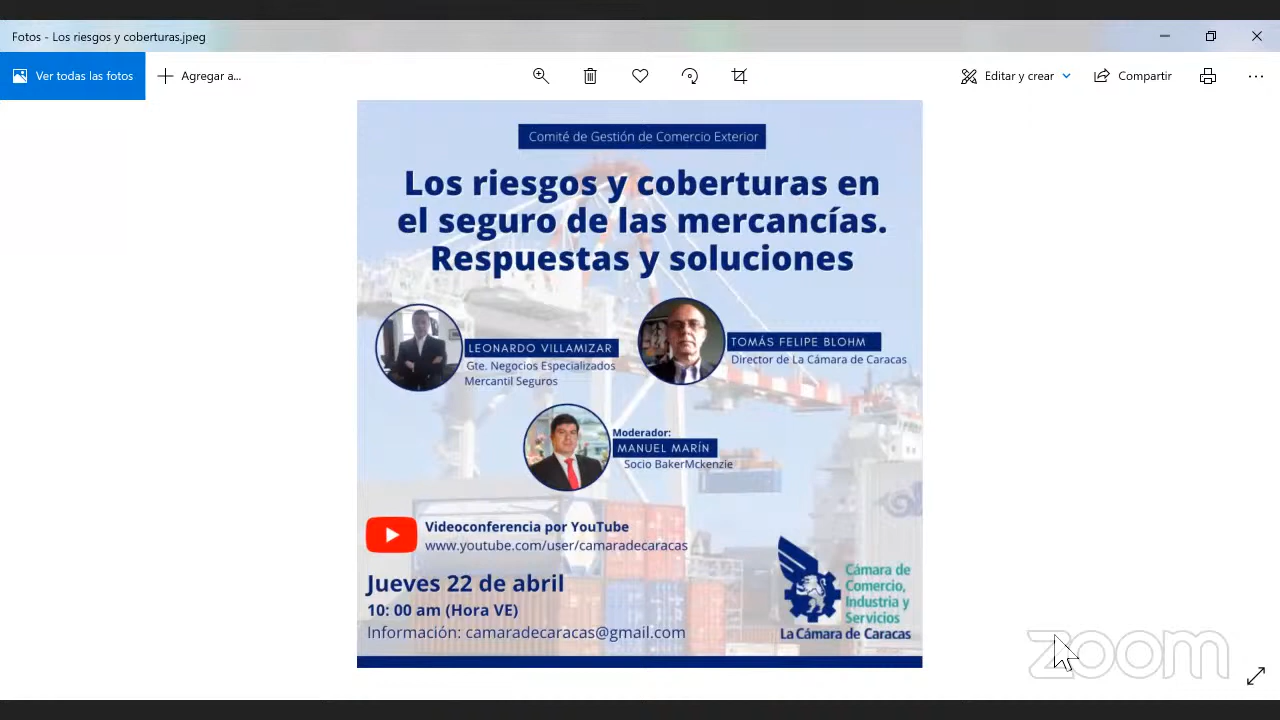 Fotos - Los riesgos y coberturas.jpeg
Ver todas las fotos
Agregar a...
Editar y crear
Compartir
Comité de Gestión de Comercio Exterior
Los riesgos y coberturas en
el seguro de las mercancías.
Respuestas y soluciones
LEONARDO VILLAMIZAR
Gte. Negocios Especializados
Mercantil Seguros
TOMÁS FELIPE BLOHM
Director de La Cámara de Caracas
Moderador:
MANUEL MARÍN
Socio BakerMckenzie
Videoconferencia por YouTube
www.youtube.com/user/camaradecaracas
Jueves 22 de abril
10: 00 am (Hora VE)
Información: camaradecaracas@gmail.com
Cámara de
Comercio,
Industria y
Servicios
La Cámara de Caracas
zoom